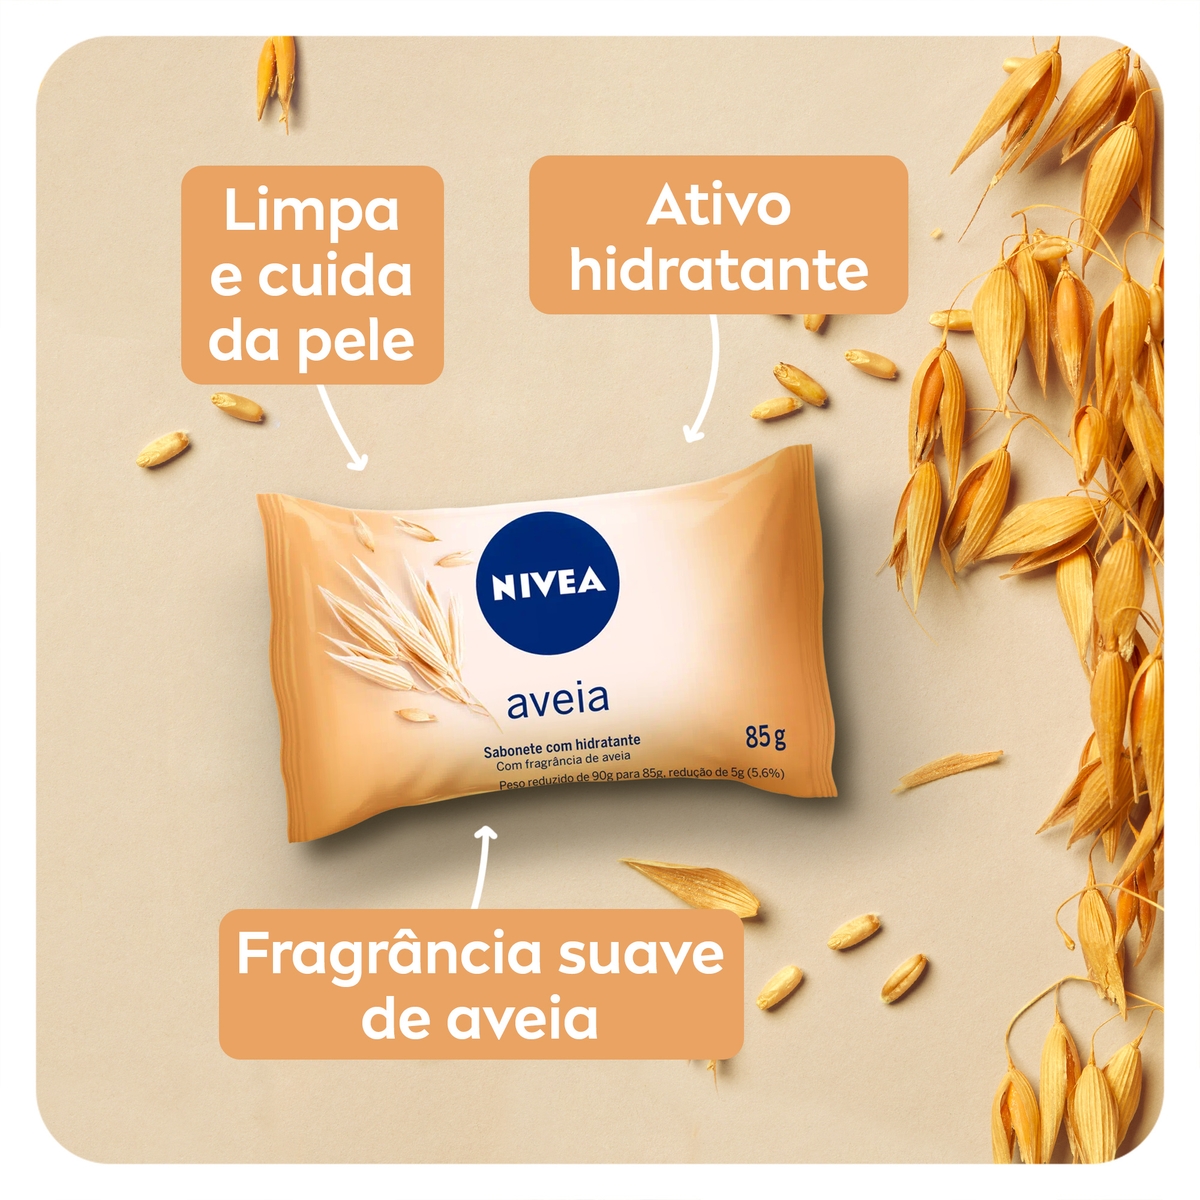 Limpa
e cuida
da pele
Ativo
hidratante
NIVEA
aveia
Sabonete com hidratante
Com fragrância de aveia
85g
Peso reduzido de 90g para 85g, redução de 5g (5,6%)
Fragrância suave
de aveia